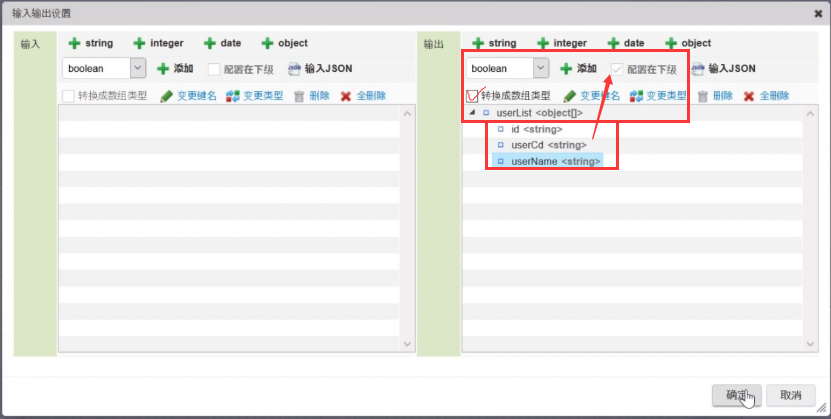 输入输出设置
输入
string integer date object
boolean 添加 配置在下级 输入JSON
转换成数组类型 变更键名 变更类型 删除 全删除
输出
string integer date object
boolean 添加 配置在下级 输入JSON
转换成数组类型 变更键名 变更类型 删除 全删除
userList <object[]>
id <string>
userCd <string>
userName <string>
确定 取消